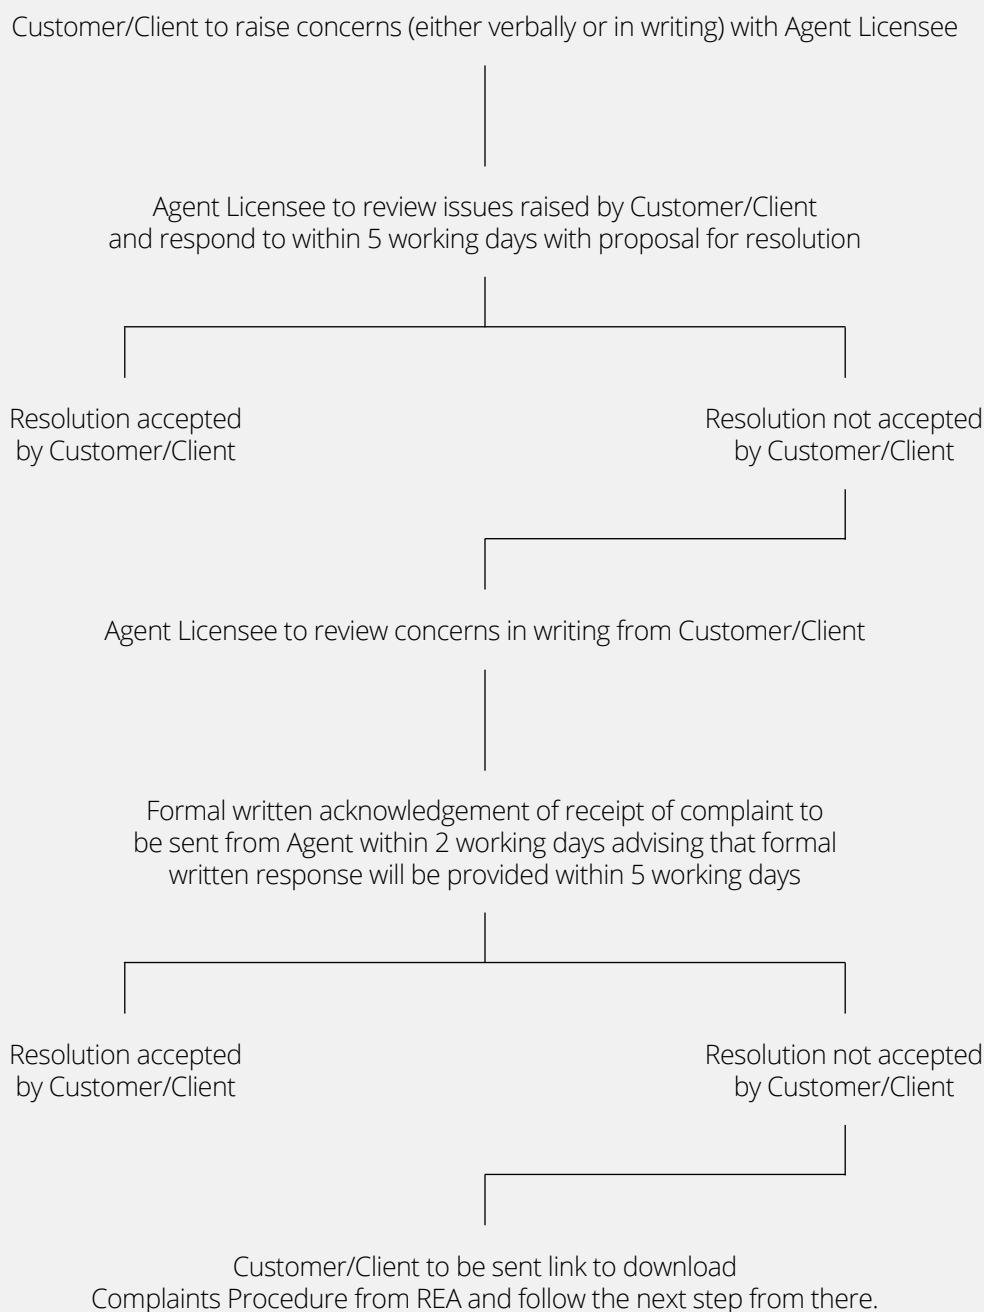 Customer/Client to raise concerns (either verbally or in writing) with Agent Licensee
Agent Licensee to review issues raised by Customer/Client
and respond to within 5 working days with proposal for resolution
Resolution accepted
by Customer/Client
Resolution not accepted
by Customer/Client
Agent Licensee to review concerns in writing from Customer/Client
Formal written acknowledgement of receipt of complaint to
be sent from Agent within 2 working days advising that formal
written response will be provided within 5 working days
Resolution accepted
by Customer/Client
Resolution not accepted
by Customer/Client
Customer/Client to be sent link to download
Complaints Procedure from REA and follow the next step from there.